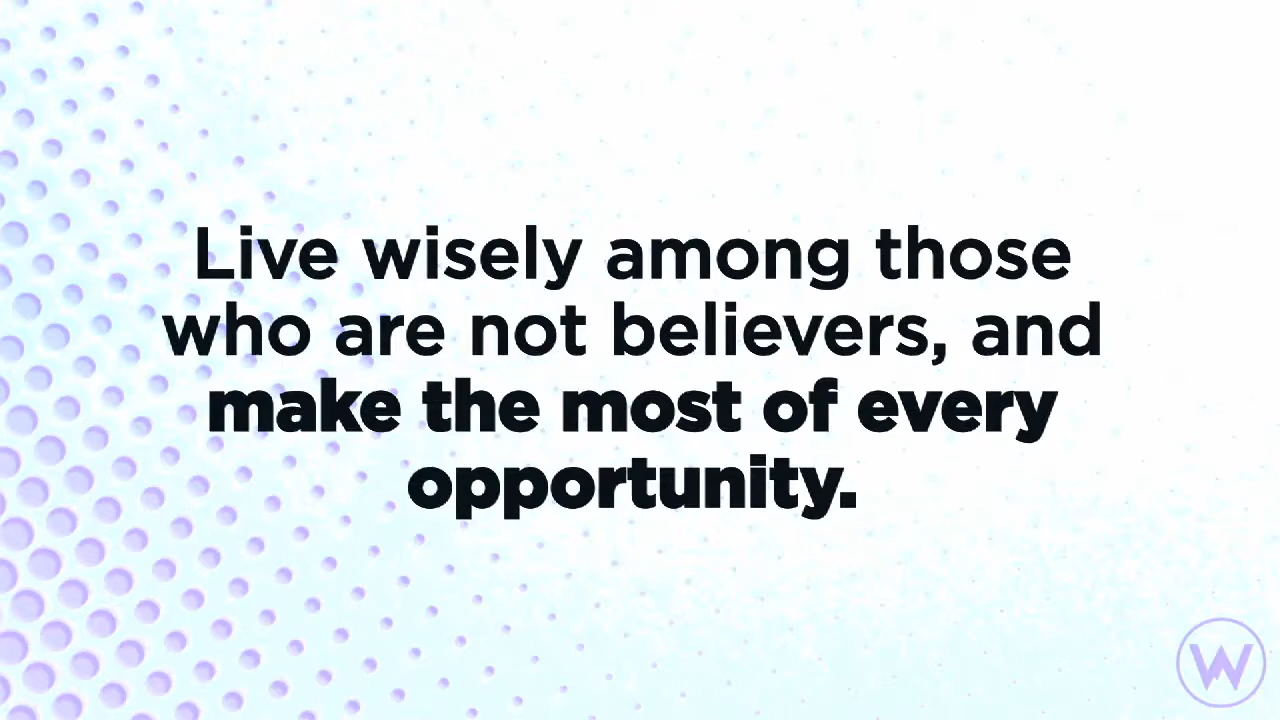 Live wisely among those
who are not believers, and
make the most of every
opportunity.
W